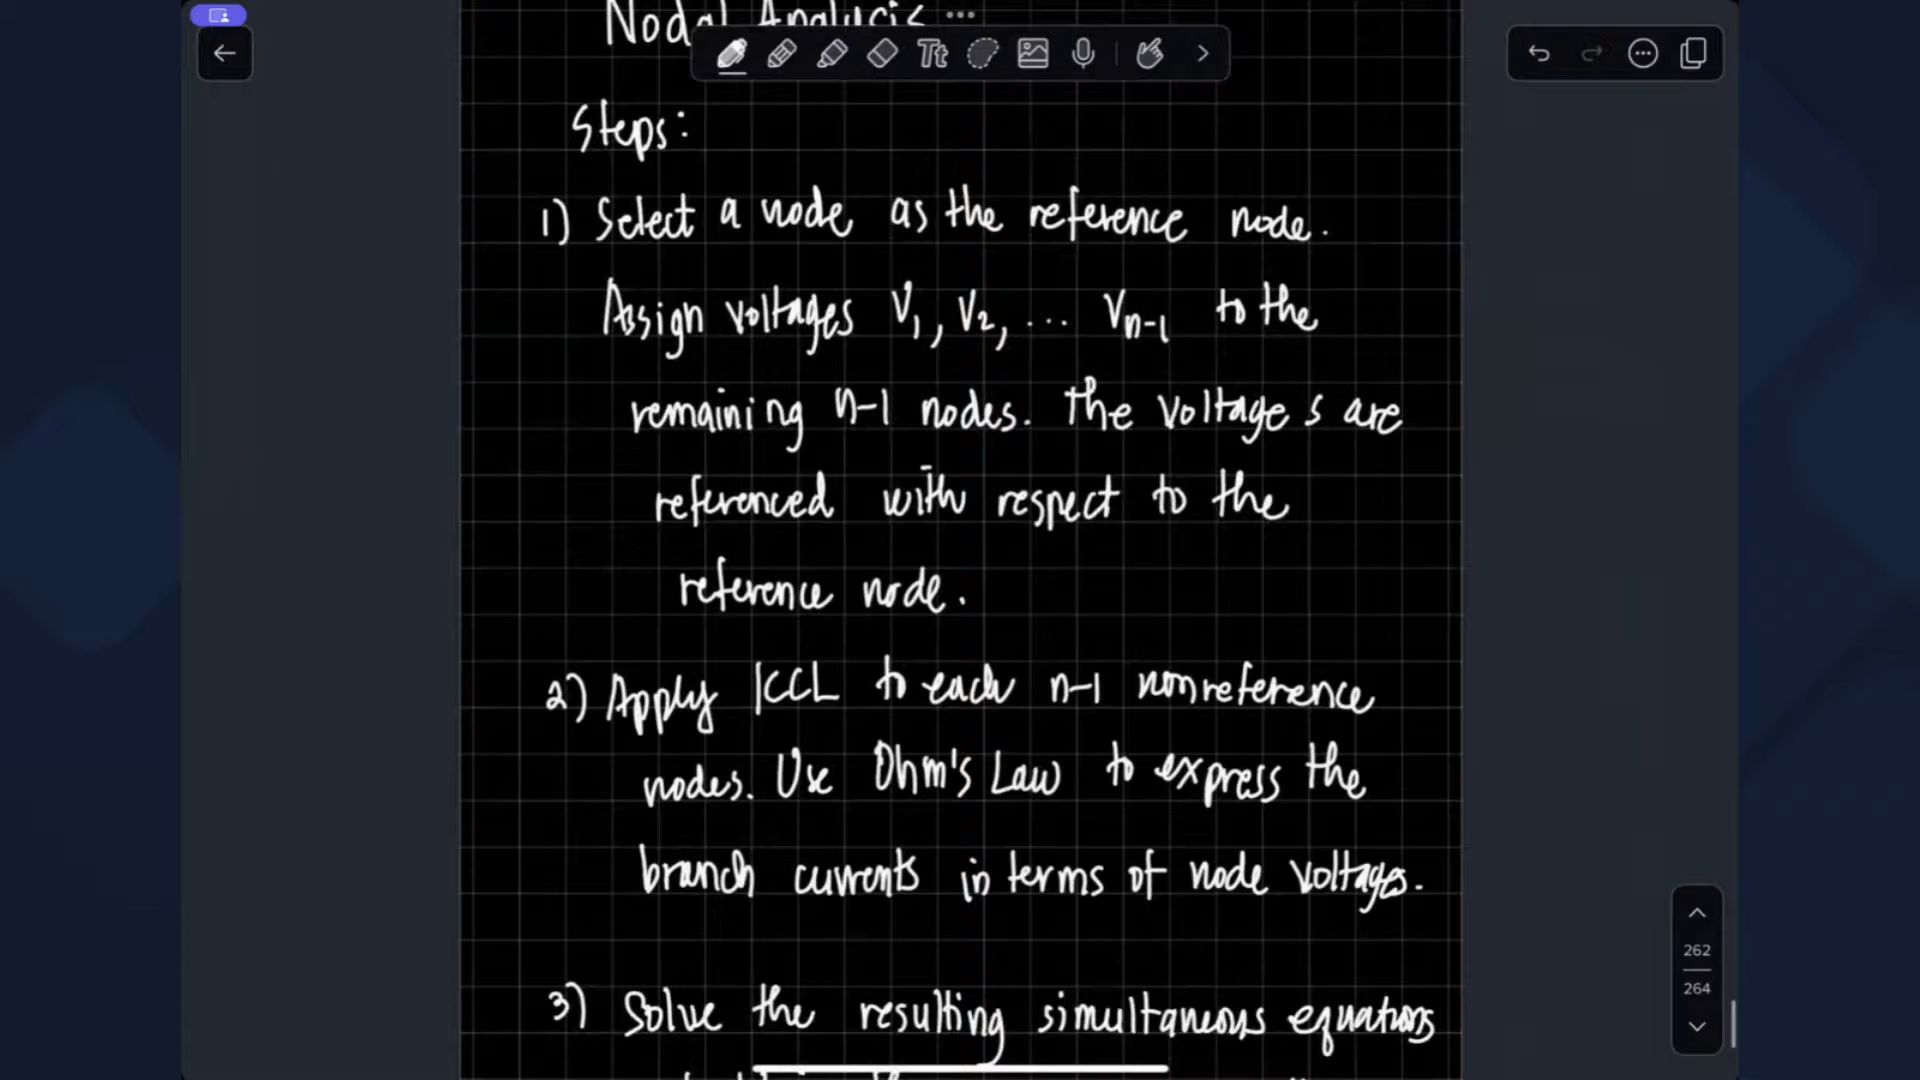 Nodal Analysis
Tt
Steps:
1) Select a node as the reference node.
Assign voltages V1, V2, ... Vn-1 to the
remaining n-1 nodes. The voltages are
referenced with respect to the
reference node.
2) Apply KCL to each n-1 nonreference
nodes. Use Ohm's Law to express the
branch currents in terms of node voltages.
3) Solve the resulting simultaneous equations
262
264